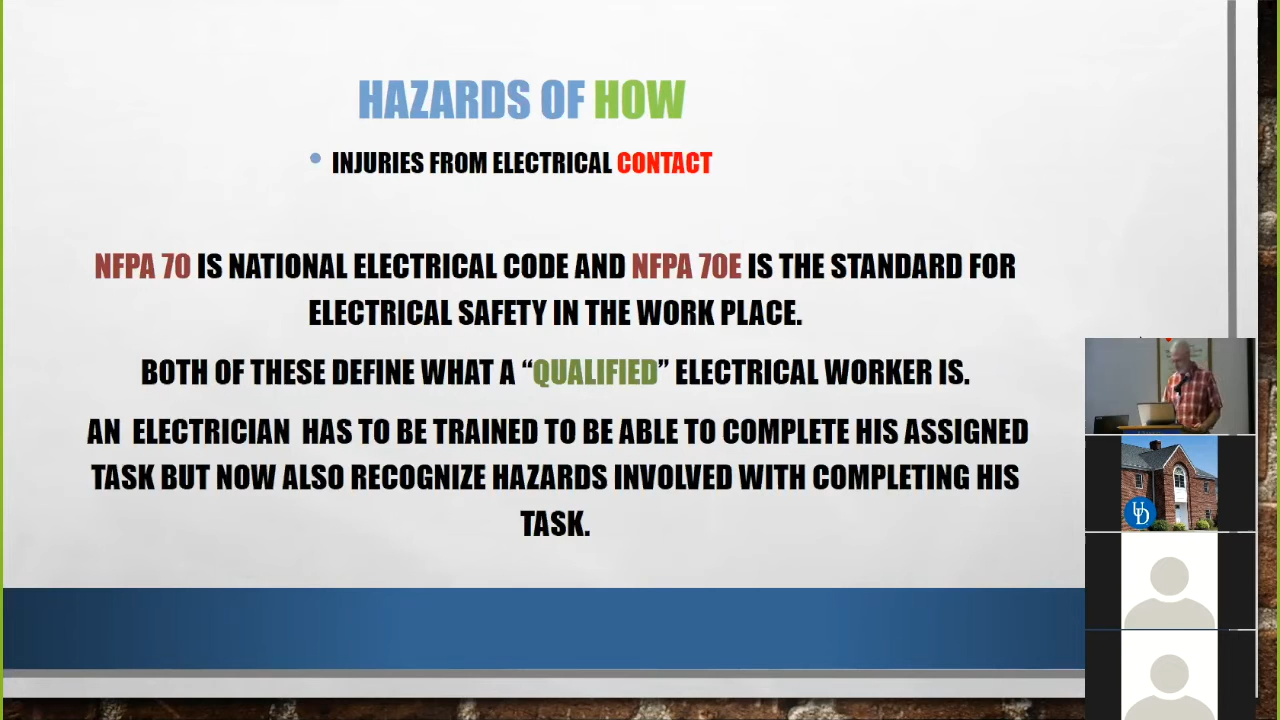 HAZARDS OF HOW
• INJURIES FROM ELECTRICAL CONTACT
NFPA 70 IS NATIONAL ELECTRICAL CODE AND NFPA 70E IS THE STANDARD FOR
ELECTRICAL SAFETY IN THE WORK PLACE.
BOTH OF THESE DEFINE WHAT A “QUALIFIED” ELECTRICAL WORKER IS.
AN ELECTRICIAN HAS TO BE TRAINED TO BE ABLE TO COMPLETE HIS ASSIGNED
TASK BUT NOW ALSO RECOGNIZE HAZARDS INVOLVED WITH COMPLETING HIS
TASK.
UD